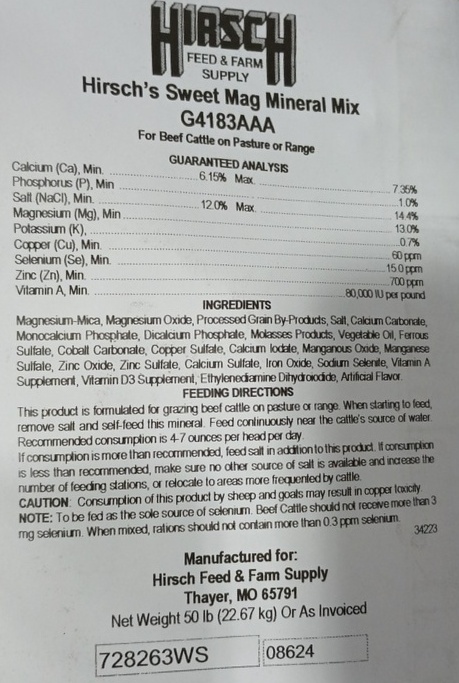 HIRSCH
FEED & FARM
SUPPLY
Hirsch's Sweet Mag Mineral Mix
G4183AAA
For Beef Cattle on Pasture or Range
GUARANTEED ANALYSIS
Calcium (Ca), Min. 6.15% Max. 7.35%
Phosphorus (P), Min 1.0%
Salt (NaCl), Min. 12.0% Max. 14.4%
Magnesium (Mg), Min 13.0%
Potassium (K), 0.7%
Copper (Cu), Min. 60 ppm
Selenium (Se), Min. 15.0 ppm
Zinc (Zn), Min. 700 ppm
Vitamin A, Min. 80,000 IU per pound
INGREDIENTS
Magnesium-Mica, Magnesium Oxide, Processed Grain By-Products, Salt, Calcium Carbonate,
Monocalcium Phosphate, Dicalcium Phosphate, Molasses Products, Vegetable Oil, Ferrous
Sulfate, Cobalt Carbonate, Copper Sulfate, Calcium Iodate, Manganous Oxide, Manganese
Sulfate, Zinc Oxide, Zinc Sulfate, Calcium Sulfate, Iron Oxide, Sodium Selenite, Vitamin A
Supplement, Vitamin D3 Supplement, Ethylenediamine Dihydroiodide, Artificial Flavor.
FEEDING DIRECTIONS
This product is formulated for grazing beef cattle on pasture or range. When starting to feed,
remove salt and self-feed this mineral. Feed continuously near the cattle's source of water.
Recommended consumption is 4-7 ounces per head per day.
If consumption is more than recommended, feed salt in addition to this product. If consumption
is less than recommended, make sure no other source of salt is available and increase the
number of feeding stations, or relocate to areas more frequented by cattle.
CAUTION: Consumption of this product by sheep and goats may result in copper toxicity.
NOTE: To be fed as the sole source of selenium. Beef Cattle should not receive more than 3
mg selenium. When mixed, rations should not contain more than 0.3 ppm selenium.
34223
Manufactured for:
Hirsch Feed & Farm Supply
Thayer, MO 65791
Net Weight 50 lb (22.67 kg) Or As Invoiced
728263WS 08624